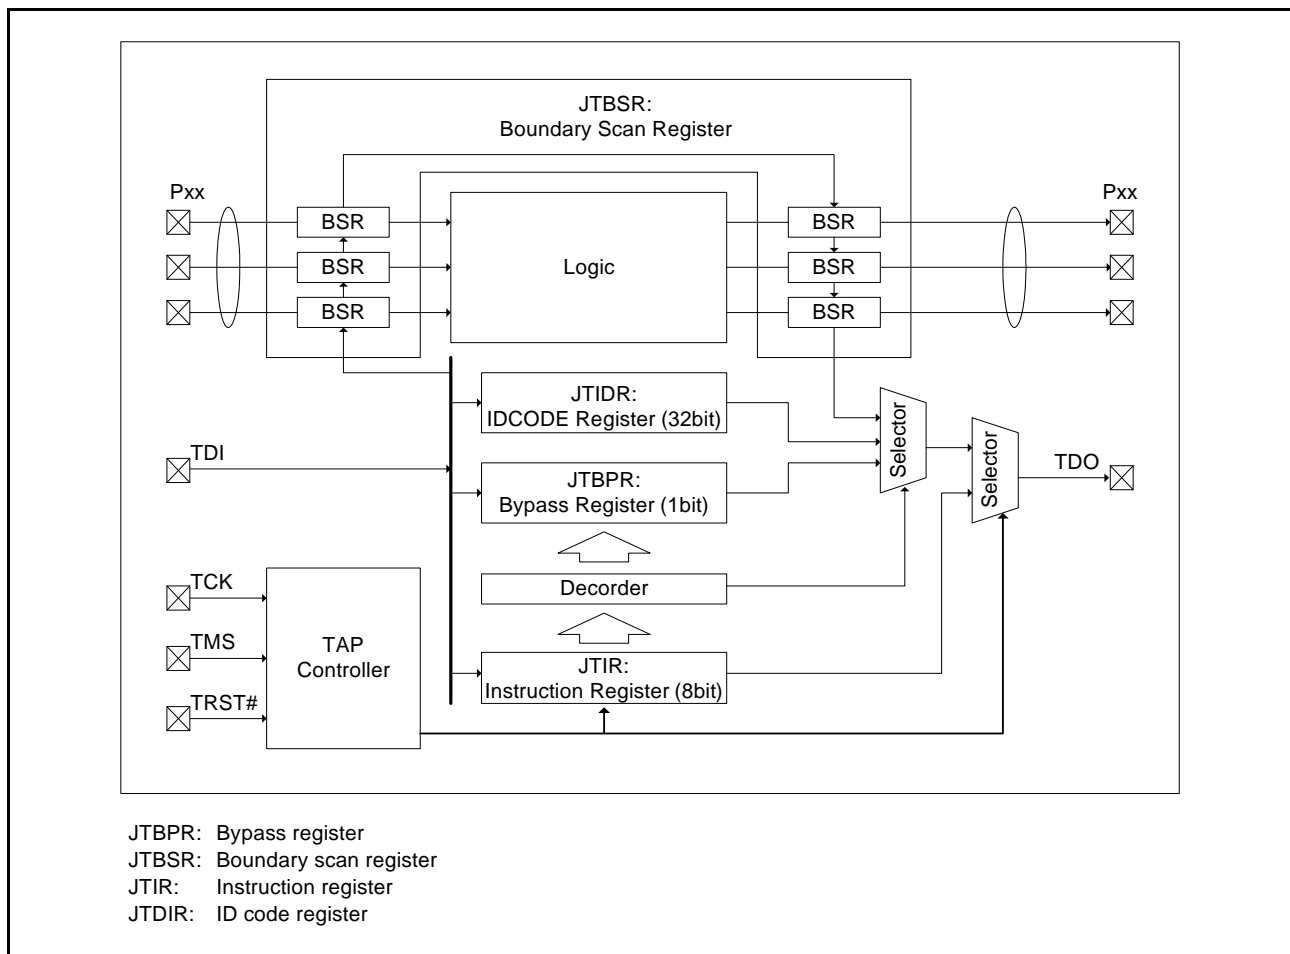 JTBSR:
Boundary Scan Register
Pxx
Pxx
BSR
BSR
BSR
BSR
BSR
BSR
Logic
JTIDR:
IDCODE Register (32bit)
TDI
JTBPR:
Bypass Register (1bit)
Selector
Selector
TDO
Decorder
TCK
TMS
TRST#
TAP
Controller
JTIR:
Instruction Register (8bit)
JTBPR: Bypass register
JTBSR: Boundary scan register
JTIR: Instruction register
JTDIR: ID code register